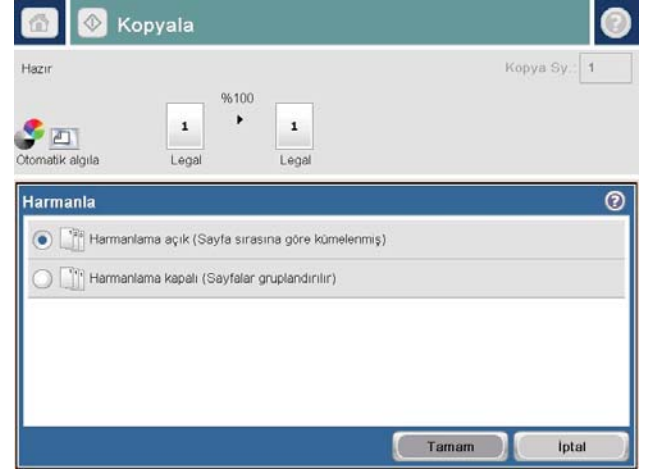 Kopyala
Hazır
Kopya Sy.: 1
%100
1 1
Otomatik algıla Legal Legal
Harmanla
Harmanlama açık (Sayfa sırasına göre kümelenmiş)
Harmanlama kapalı (Sayfalar gruplandırılır)
Tamam İptal